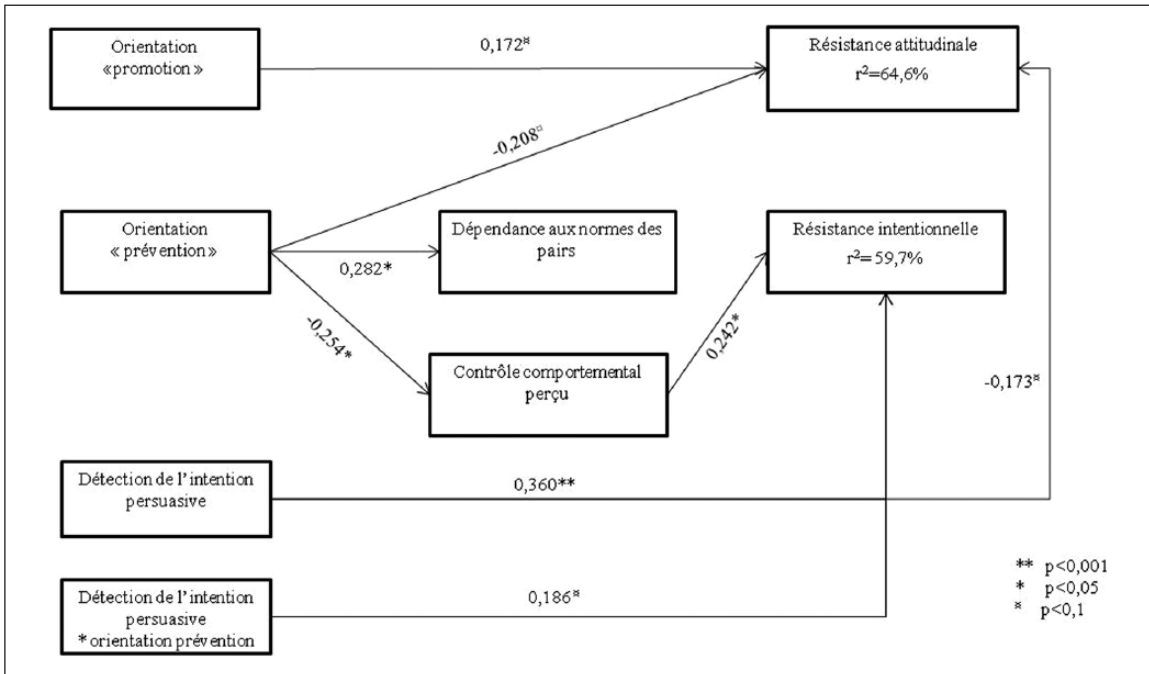 Orientation
«promotion»
0,172¤
Résistance attitudinale
r²=64,6%
-0,208¤
Orientation
« prévention»
0,282*
Dépendance aux normes des
pairs
Résistance intentionnelle
r²= 59,7%
-0,254*
0,242*
Contrôle comportemental
perçu
-0,173¤
Détection de l'intention
persuasive
0,360**
Détection de l'intention
persuasive
* orientation prévention
0,186¤
** p<0,001
* p<0,05
¤ p<0,1